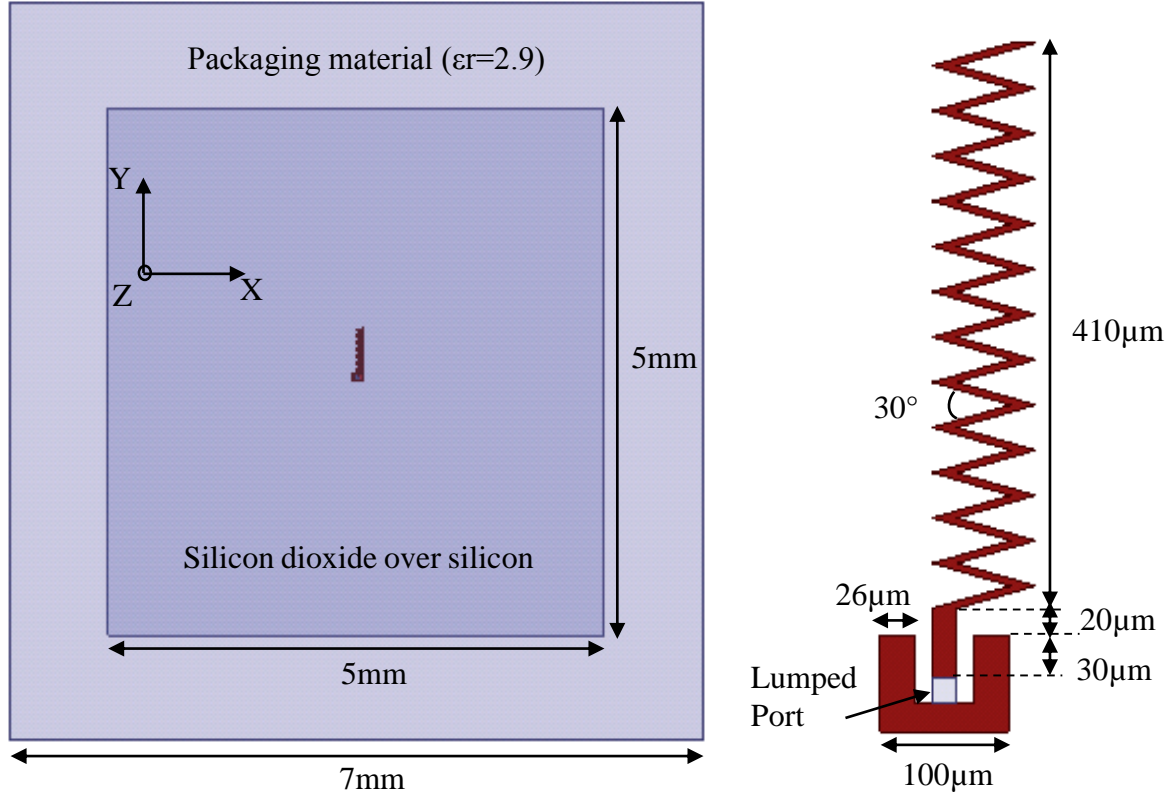 Packaging material (εr=2.9)
Y
Z
X
5mm
Silicon dioxide over silicon
5mm
7mm
410µm
30°
26µm
20µm
30µm
Lumped
Port
100µm